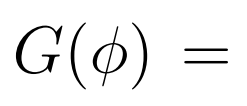 G(ϕ) =